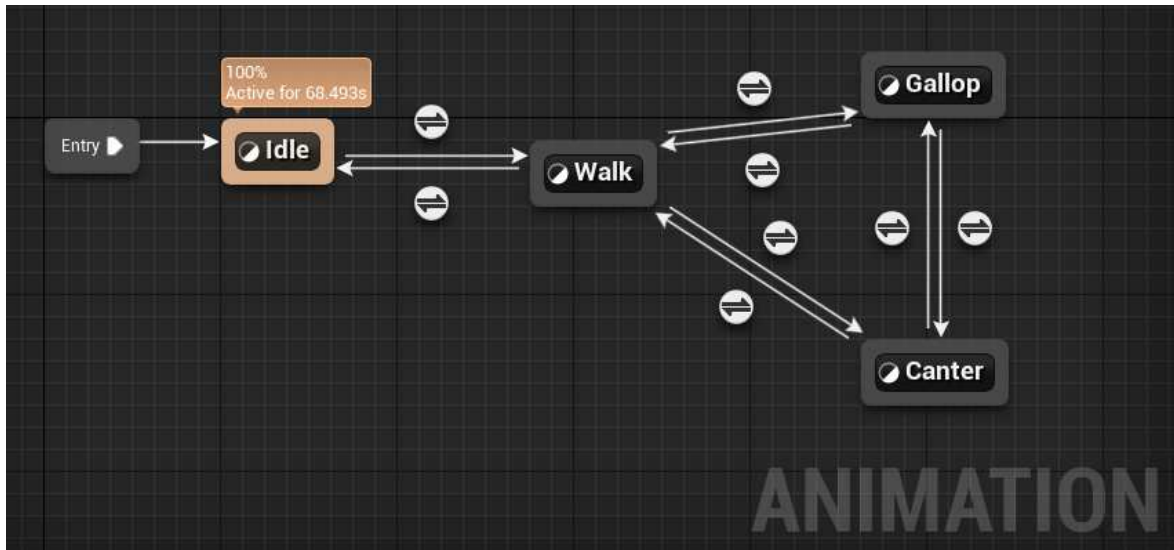 100%
Active for 68.493s
Entry
Idle
Walk
Gallop
Canter
ANIMATION